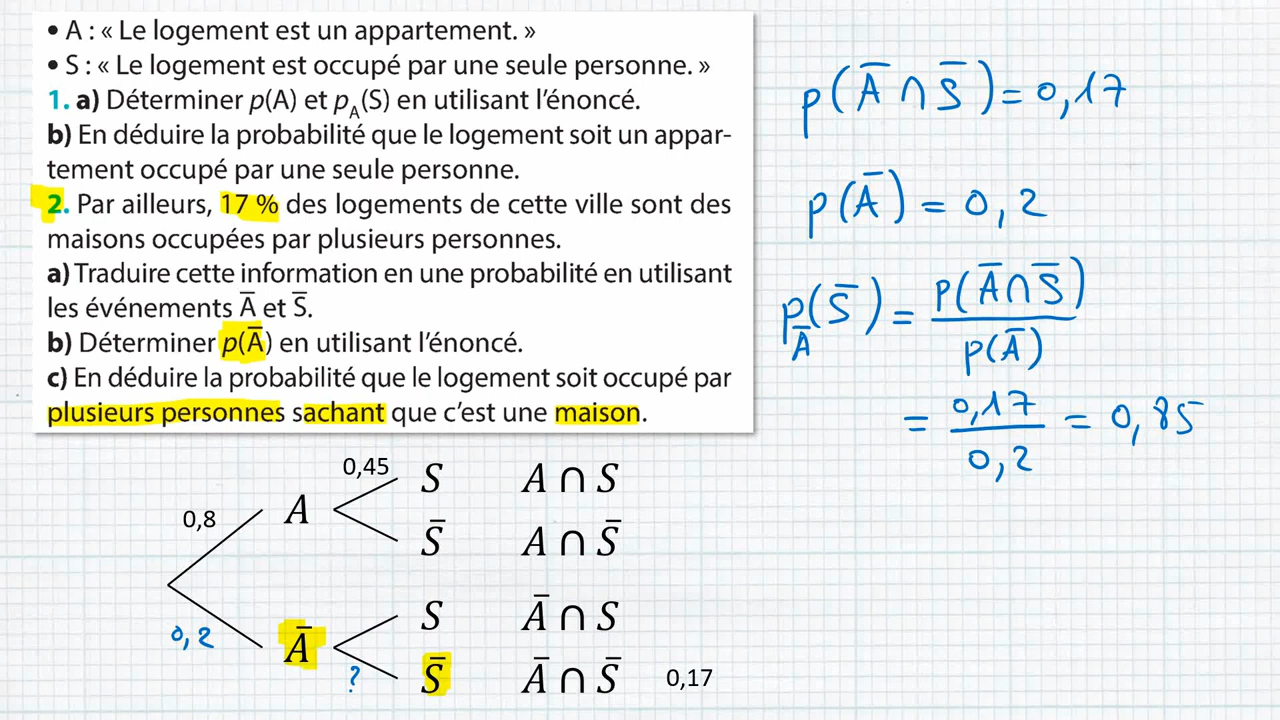 • A : « Le logement est un appartement. »
• S : « Le logement est occupé par une seule personne. »
1. a) Déterminer p(A) et p_A(S) en utilisant l'énoncé.
b) En déduire la probabilité que le logement soit un appar-
tement occupé par une seule personne.
2. Par ailleurs, 17 % des logements de cette ville sont des
maisons occupées par plusieurs personnes.
a) Traduire cette information en une probabilité en utilisant
les événements A̅ et S̅.
b) Déterminer p(A̅) en utilisant l'énoncé.
c) En déduire la probabilité que le logement soit occupé par
plusieurs personnes sachant que c'est une maison.
p(A̅ ∩ S̅) = 0,17
p(A̅) = 0,2
p_A̅(S̅) = p(A̅ ∩ S̅) / p(A̅)
= 0,17 / 0,2 = 0,85
0,45 S A ∩ S
0,8 A
S̅ A ∩ S̅
S A̅ ∩ S
0,2 A̅
? S̅ A̅ ∩ S̅ 0,17